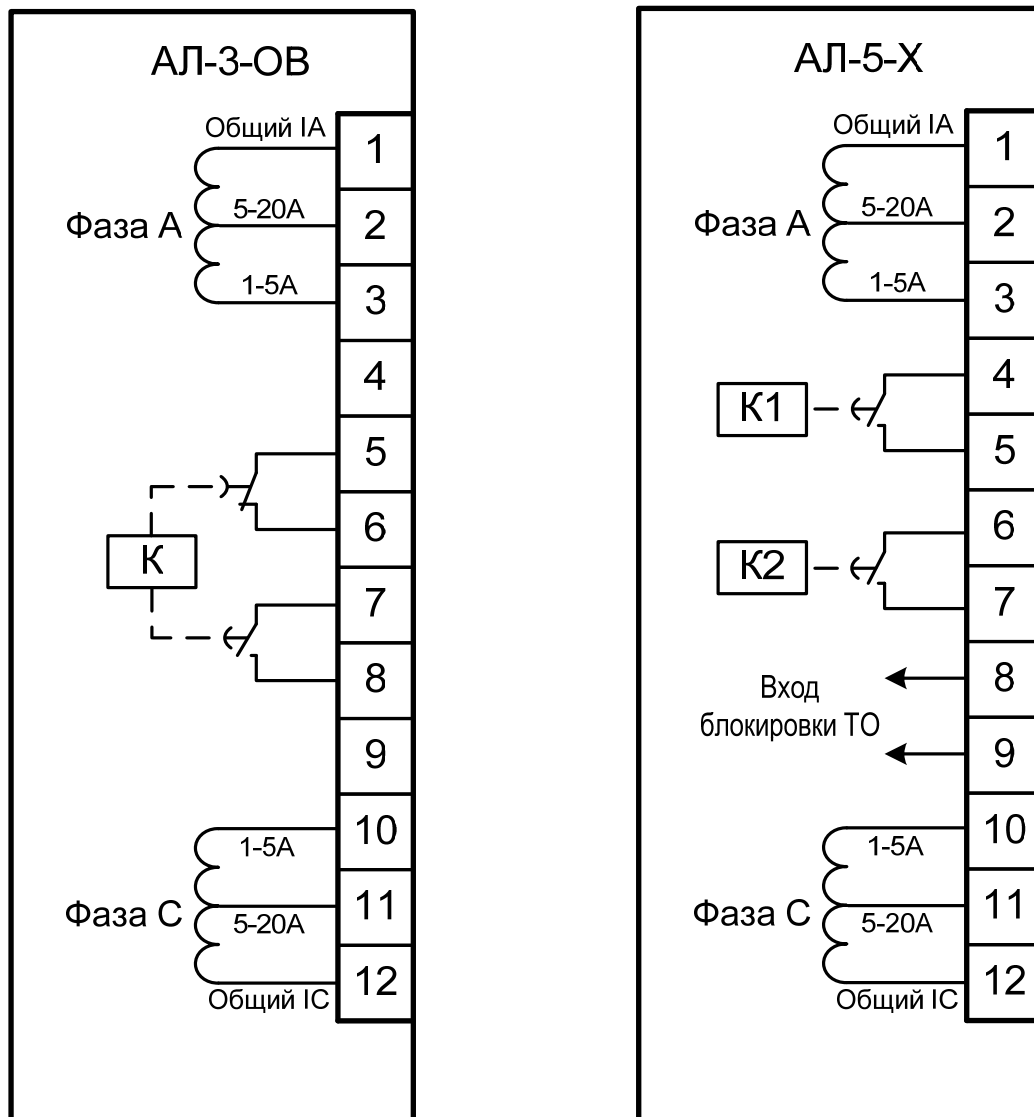 АЛ-3-ОВ
Общий IA
1
5-20А
2
Фаза А
1-5А
3
4
5
6
К
7
8
9
10
1-5А
Фаза С
11
5-20А
12
Общий IC
АЛ-5-Х
Общий IA
1
5-20А
2
Фаза А
1-5А
3
4
К1
5
6
К2
7
8
Вход
блокировки ТО
9
10
1-5А
Фаза С
11
5-20А
12
Общий IC